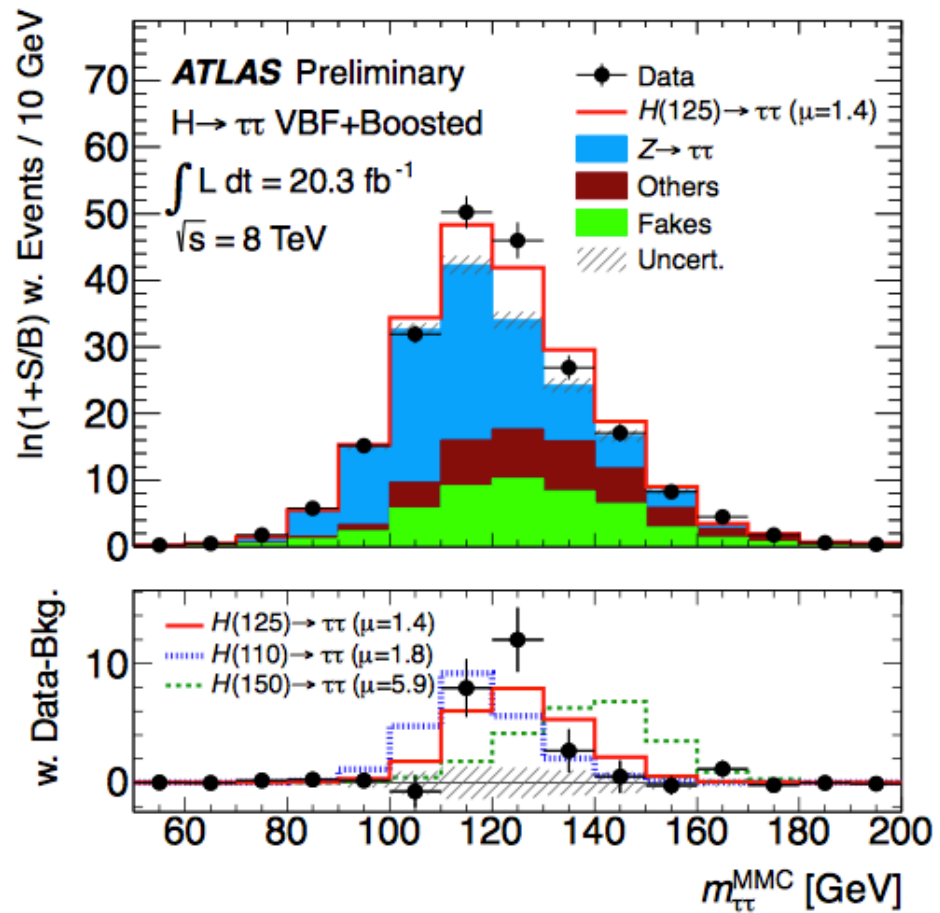 ln(1+S/B) w. Events / 10 GeV
70
60
50
40
30
20
10
0
ATLAS Preliminary
H→ ττ VBF+Boosted
∫ L dt = 20.3 fb⁻¹
√s = 8 TeV
Data
H(125)→ ττ (μ=1.4)
Z→ ττ
Others
Fakes
Uncert.
w. Data-Bkg.
10
0
H(125)→ ττ (μ=1.4)
H(110)→ ττ (μ=1.8)
H(150)→ ττ (μ=5.9)
60 80 100 120 140 160 180 200
m_ττ^MMC [GeV]